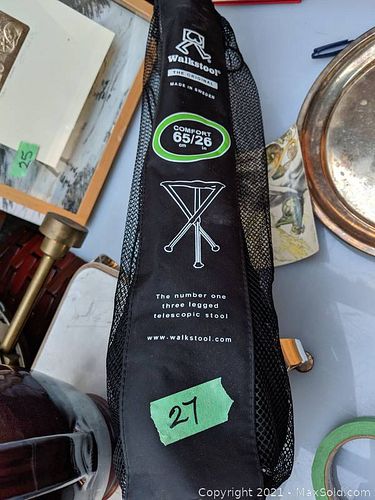 Walkstool®
THE ORIGINAL
MADE IN SWEDEN
COMFORT
65/26
cm in
The number one
three legged
telescopic stool
www.walkstool.com
27
25
Copyright 2021 - MaxSold.com